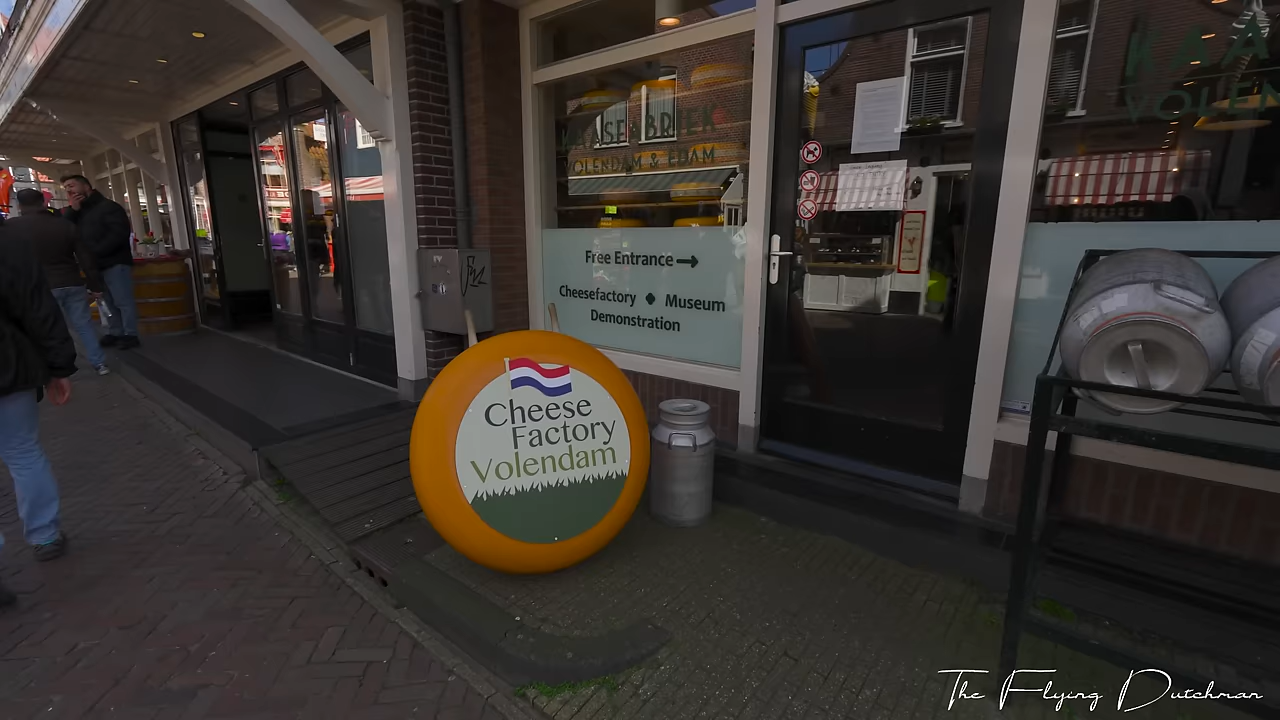 VOLENDAM & EDAM
Free Entrance
Cheesefactory Museum
Demonstration
Cheese
Factory
Volendam
The Flying Dutchman